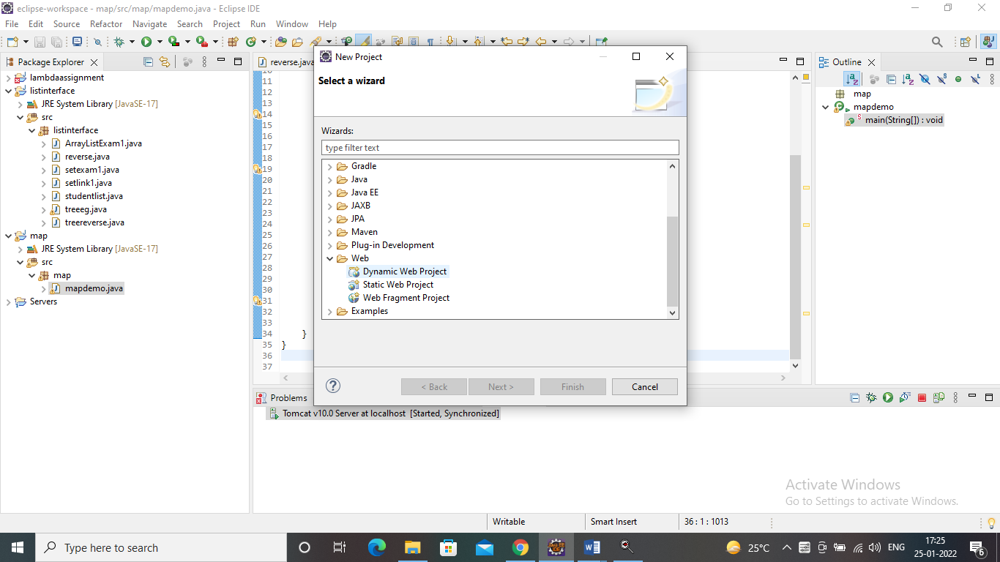 eclipse-workspace - map/src/map/mapdemo.java - Eclipse IDE
File Edit Source Refactor Navigate Search Project Run Window Help
Package Explorer
lambdaassignment
listinterface
JRE System Library [JavaSE-17]
src
listinterface
ArrayListExam1.java
reverse.java
setexam1.java
setlink1.java
studentlist.java
treeeg.java
treereverse.java
map
JRE System Library [JavaSE-17]
src
map
mapdemo.java
Servers
reverse.java
11
12
13
14
15
16
17
18
19
20
21
22
23
24
25
26
27
28
29
30
31
32
33
34 }
35 }
36
37
New Project
Select a wizard
Wizards:
type filter text
Gradle
Java
Java EE
JAXB
JPA
Maven
Plug-in Development
Web
Dynamic Web Project
Static Web Project
Web Fragment Project
Examples
< Back Next > Finish Cancel
Outline
map
mapdemo
main(String[]) : void
Problems
Tomcat v10.0 Server at localhost [Started, Synchronized]
Activate Windows
Go to Settings to activate Windows.
Writable Smart Insert 36 : 1 : 1013
Type here to search
25°C ENG 17:25
25-01-2022 6